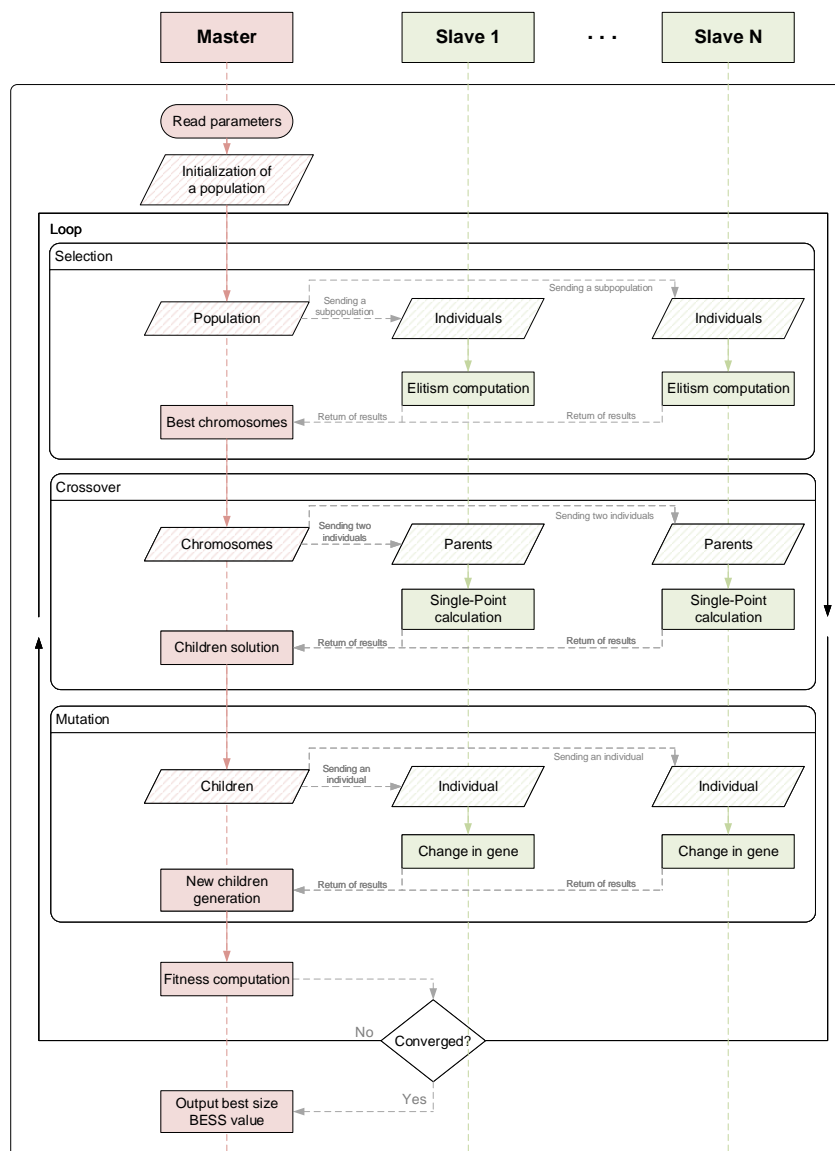 Master
Slave 1
. . .
Slave N
Read parameters
Initialization of
a population
Loop
Selection
Sending a subpopulation
Sending a
subpopulation
Population
Individuals
Individuals
Elitism computation
Elitism computation
Best chromosomes
Return of results
Return of results
Crossover
Sending two individuals
Sending two
individuals
Chromosomes
Parents
Parents
Single-Point
calculation
Single-Point
calculation
Children solution
Return of results
Return of results
Mutation
Sending an individual
Sending an
individual
Children
Individual
Individual
Change in gene
Change in gene
New children
generation
Return of results
Return of results
Fitness computation
No
Converged?
Yes
Output best size
BESS value